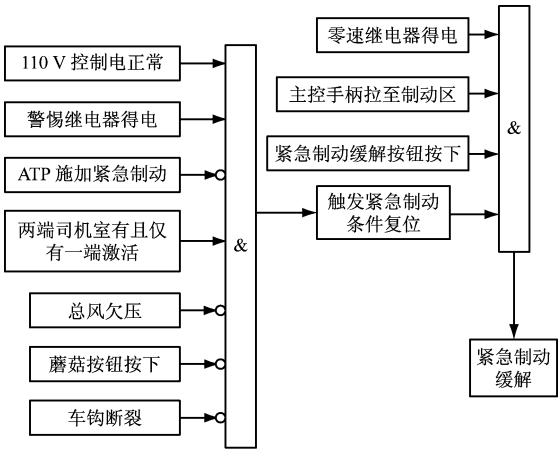 110 V 控制电正常
警惕继电器得电
ATP 施加紧急制动
两端司机室有且仅
有一端激活
总风欠压
蘑菇按钮按下
车钩断裂
&
触发紧急制动
条件复位
零速继电器得电
主控手柄拉至制动区
紧急制动缓解按钮按下
&
紧急制动
缓解